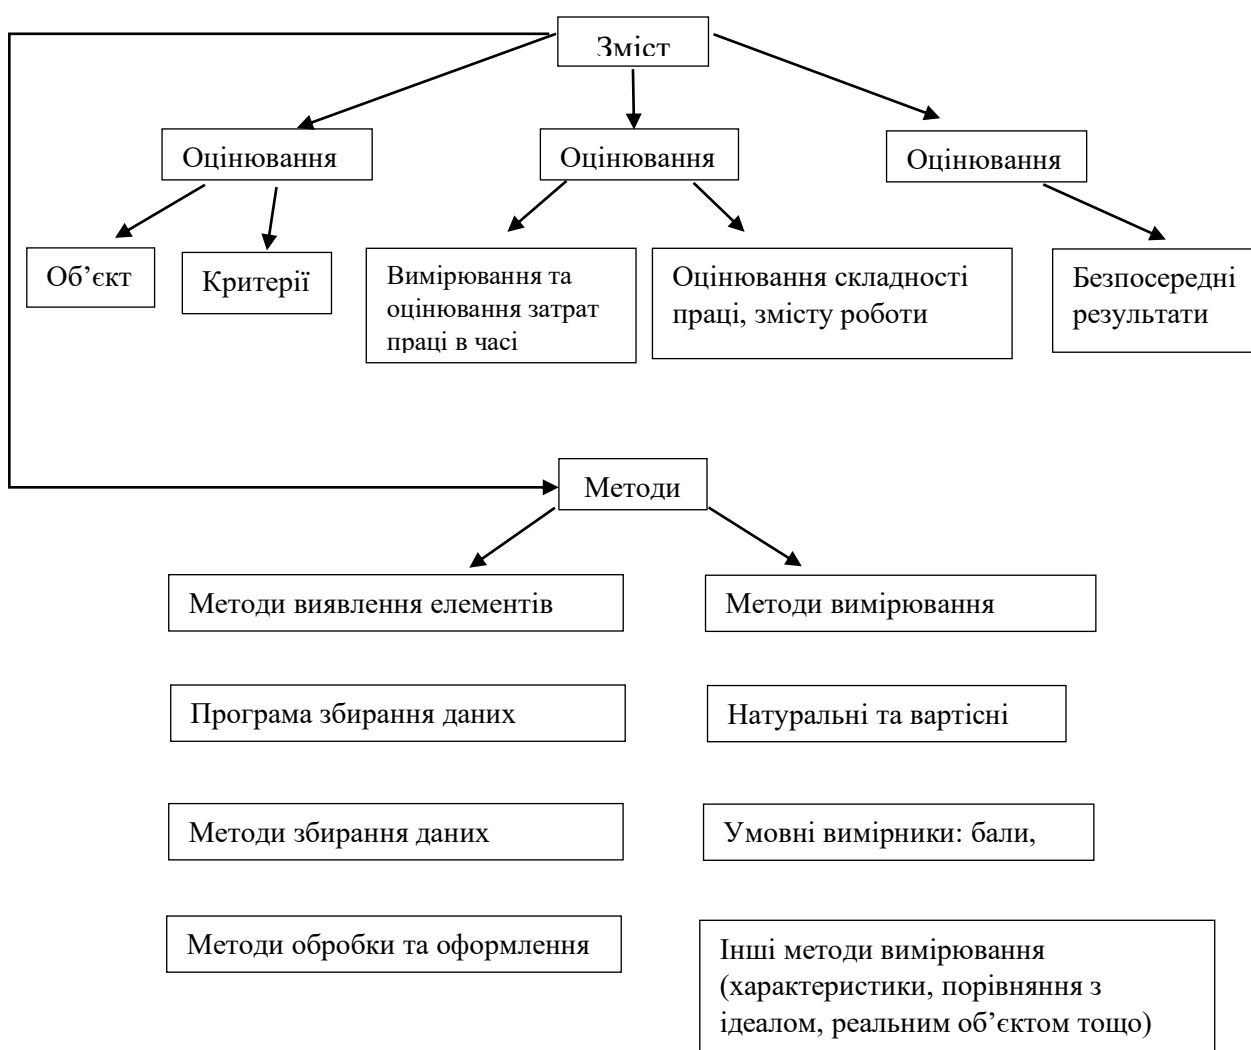 Зміст
Оцінювання
Оцінювання
Оцінювання
Об’єкт
Критерії
Вимірювання та
оцінювання затрат
праці в часі
Оцінювання складності
праці, змісту роботи
Безпосередні
результати
Методи
Методи виявлення елементів
Методи вимірювання
Програма збирання даних
Натуральні та вартісні
Методи збирання даних
Умовні вимірники: бали,
Методи обробки та оформлення
Інші методи вимірювання
(характеристики, порівняння з
ідеалом, реальним об’єктом тощо)